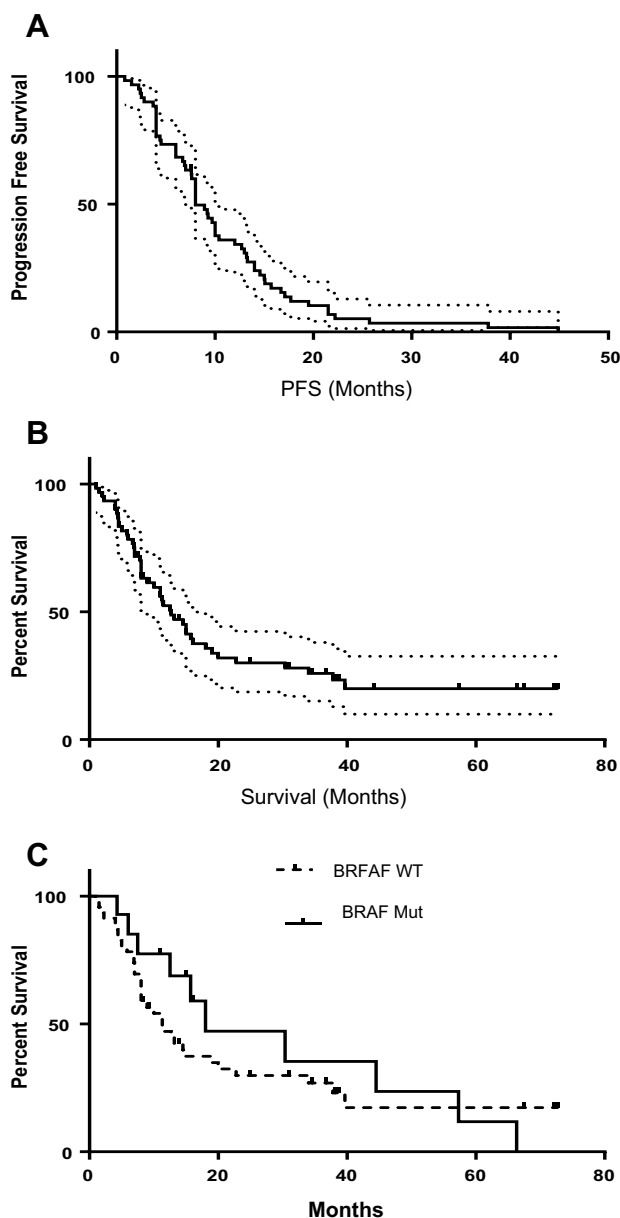 A
Progression Free Survival
100
50
0
0 10 20 30 40 50
PFS (Months)
B
Percent Survival
100
50
0
0 20 40 60 80
Survival (Months)
C
BRFAF WT
BRAF Mut
Percent Survival
100
50
0
0 20 40 60 80
Months